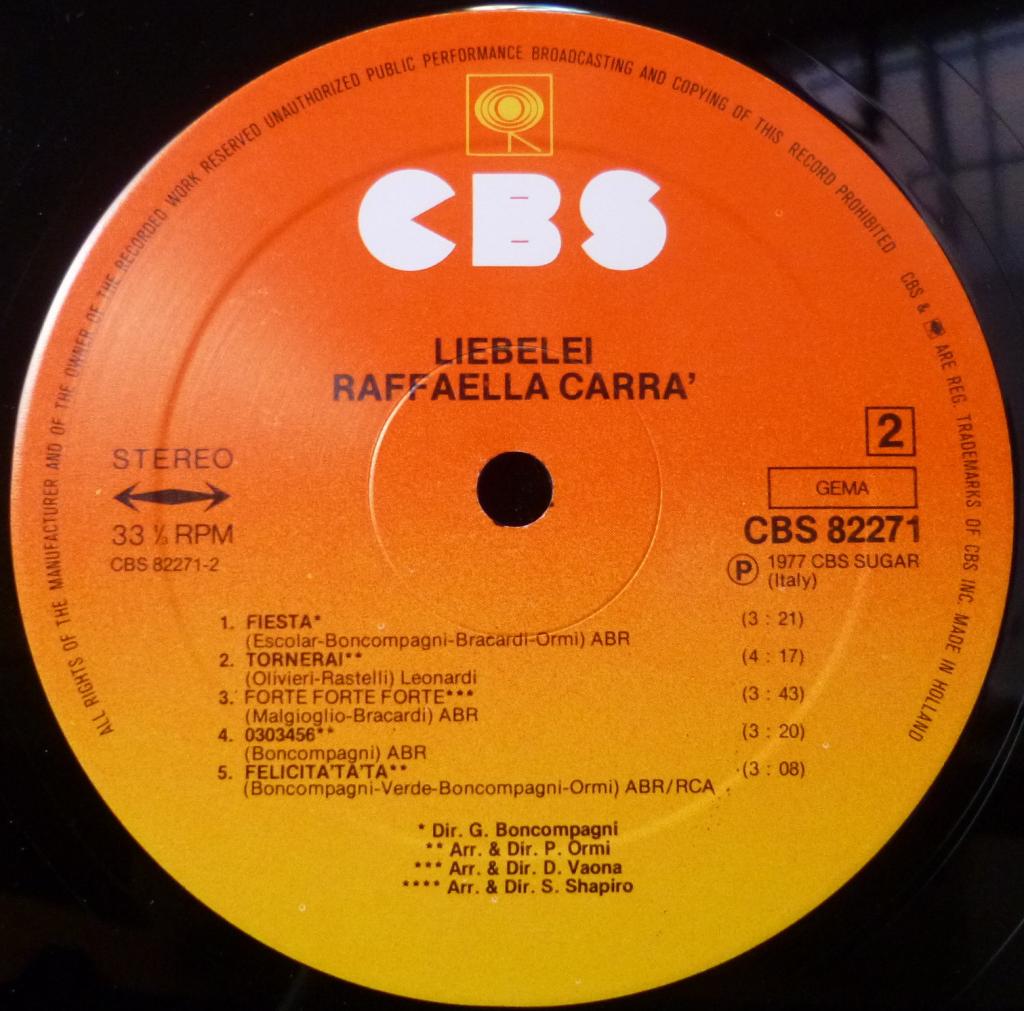 ALL RIGHTS OF THE MANUFACTURER AND OF THE OWNER OF THE RECORDED WORK RESERVED UNAUTHORIZED PUBLIC PERFORMANCE BROADCASTING AND COPYING OF THIS RECORD PROHIBITED CBS & ARE REG. TRADEMARKS OF CBS INC. MADE IN HOLLAND
CBS
LIEBELEI
RAFFAELLA CARRA'
STEREO
33 ⅓ RPM
CBS 82271-2
2
GEMA
CBS 82271
Ⓟ 1977 CBS SUGAR
(Italy)
1. FIESTA* (3 : 21)
(Escolar-Boncompagni-Bracardi-Ormi) ABR
2. TORNERAI** (4 : 17)
(Olivieri-Rastelli) Leonardi
3. FORTE FORTE FORTE*** (3 : 43)
(Malgioglio-Bracardi) ABR
4. 0303456** (3 : 20)
(Boncompagni) ABR
5. FELICITA'TA'TA** (3 : 08)
(Boncompagni-Verde-Boncompagni-Ormi) ABR/RCA
* Dir. G. Boncompagni
** Arr. & Dir. P. Ormi
*** Arr. & Dir. D. Vaona
**** Arr. & Dir. S. Shapiro